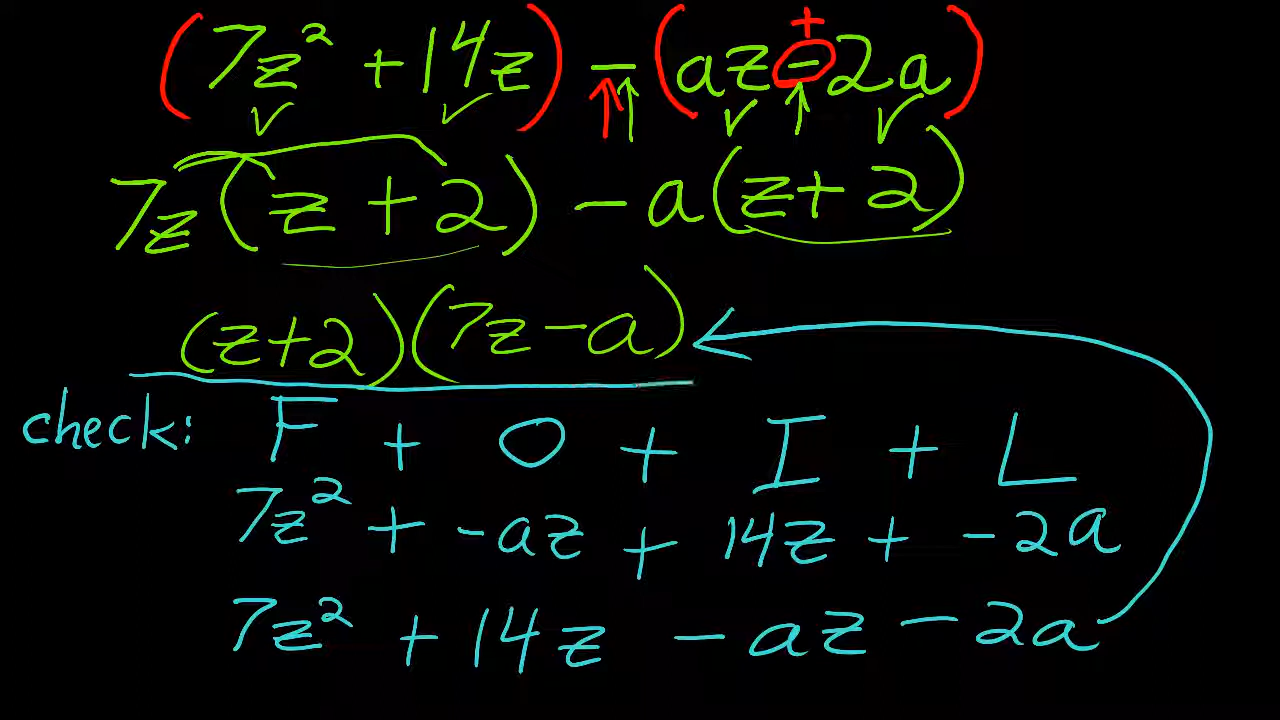 +
(7z² + 14z) − (az − 2a)
7z(z + 2) − a(z + 2)
(z+2)(7z − a)
check: F + O + I + L
7z² + -az + 14z + -2a
7z² + 14z − az − 2a